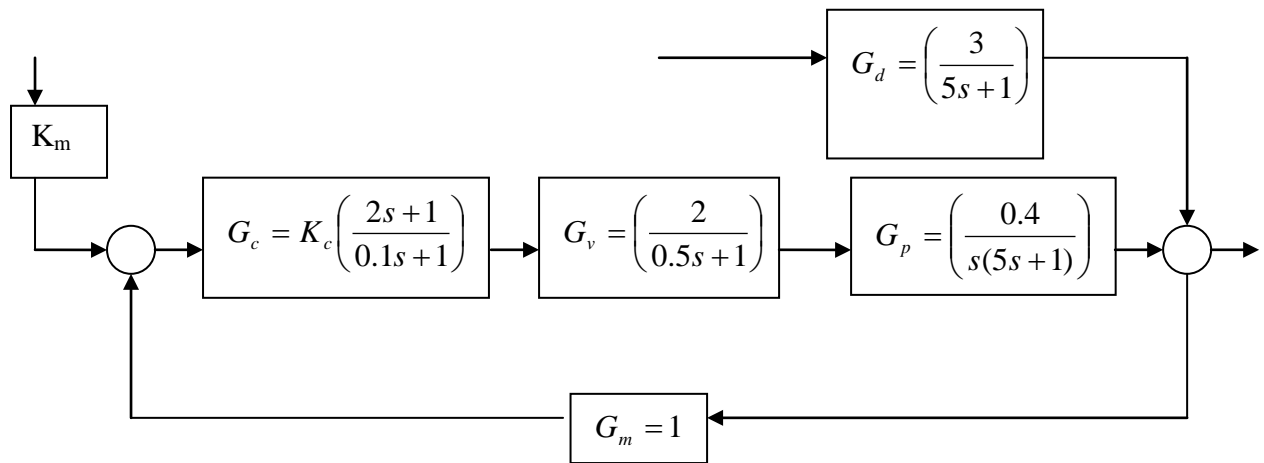 G_d = (3 / (5s + 1))
K_m
G_c = K_c ((2s + 1) / (0.1s + 1))
G_v = (2 / (0.5s + 1))
G_p = (0.4 / (s(5s + 1)))
G_m = 1